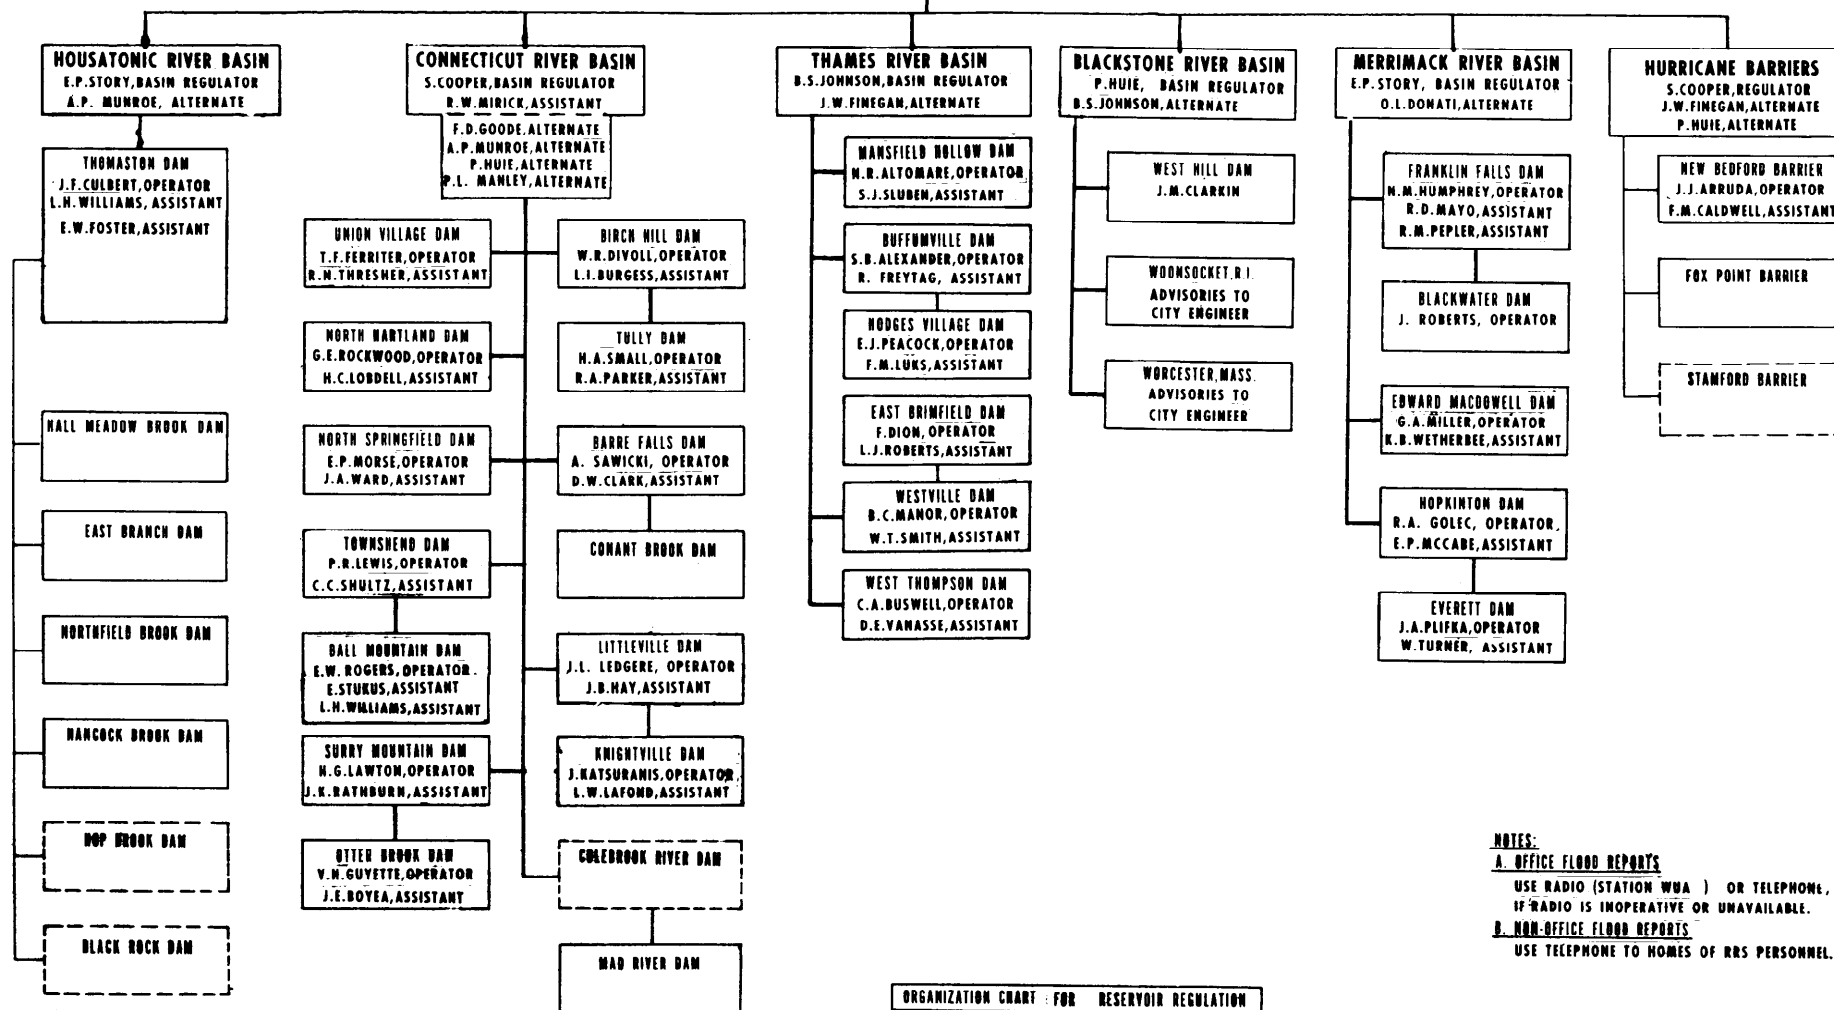 HOUSATONIC RIVER BASIN
E.P.STORY, BASIN REGULATOR
A.P. MUNROE, ALTERNATE
THOMASTON DAM
J.F.CULBERT, OPERATOR
L.H.WILLIAMS, ASSISTANT
E.W.FOSTER, ASSISTANT
HALL MEADOW BROOK DAM
EAST BRANCH DAM
NORTHFIELD BROOK DAM
HANCOCK BROOK DAM
HOP BROOK DAM
BLACK ROCK DAM
CONNECTICUT RIVER BASIN
S.COOPER, BASIN REGULATOR
R.W.MIRICK, ASSISTANT
F.D.GOODE, ALTERNATE
A.P.MUNROE, ALTERNATE
P.HUIE, ALTERNATE
P.L. MANLEY, ALTERNATE
UNION VILLAGE DAM
T.F.FERRITER, OPERATOR
R.N.THRESHER, ASSISTANT
NORTH HARTLAND DAM
G.E.ROCKWOOD, OPERATOR
H.C.LOBDELL, ASSISTANT
NORTH SPRINGFIELD DAM
E.P.MORSE, OPERATOR
J.A.WARD, ASSISTANT
TOWNSHEND DAM
P.R.LEWIS, OPERATOR
C.C.SHULTZ, ASSISTANT
BALL MOUNTAIN DAM
E.W.ROGERS, OPERATOR
E.STUKUS, ASSISTANT
L.H.WILLIAMS, ASSISTANT
SURRY MOUNTAIN DAM
H.G.LAWTON, OPERATOR
J.K.RATHBURN, ASSISTANT
OTTER BROOK DAM
V.H.GUYETTE, OPERATOR
J.E.BOYEA, ASSISTANT
BIRCH HILL DAM
W.R.DIVOLL, OPERATOR
L.I.BURGESS, ASSISTANT
TULLY DAM
H.A.SMALL, OPERATOR
R.A.PARKER, ASSISTANT
BARRE FALLS DAM
A. SAWICKI, OPERATOR
D.W.CLARK, ASSISTANT
CONANT BROOK DAM
LITTLEVILLE DAM
J.L. LEDGERE, OPERATOR
J.B.HAY, ASSISTANT
KNIGHTVILLE DAM
J.KATSURANIS, OPERATOR
L.W.LAFOND, ASSISTANT
COLEBROOK RIVER DAM
MAD RIVER DAM
THAMES RIVER BASIN
B.S.JOHNSON, BASIN REGULATOR
J.W.FINEGAN, ALTERNATE
MANSFIELD HOLLOW DAM
N.R.ALTOMARE, OPERATOR
S.J.SLUBEN, ASSISTANT
BUFFUMVILLE DAM
S.B.ALEXANDER, OPERATOR
R. FREYTAG, ASSISTANT
HODGES VILLAGE DAM
E.J.PEACOCK, OPERATOR
F.M.LUKS, ASSISTANT
EAST BRIMFIELD DAM
F.DION, OPERATOR
L.J.ROBERTS, ASSISTANT
WESTVILLE DAM
B.C.MANOR, OPERATOR
W.T.SMITH, ASSISTANT
WEST THOMPSON DAM
C.A.BUSWELL, OPERATOR
D.E.VANASSE, ASSISTANT
BLACKSTONE RIVER BASIN
P.HUIE, BASIN REGULATOR
B.S.JOHNSON, ALTERNATE
WEST HILL DAM
J.M.CLARKIN
WOONSOCKET, R.I.
ADVISORIES TO
CITY ENGINEER
WORCESTER, MASS.
ADVISORIES TO
CITY ENGINEER
MERRIMACK RIVER BASIN
E.P.STORY, BASIN REGULATOR
O.L.DONATI, ALTERNATE
FRANKLIN FALLS DAM
N.M.HUMPHREY, OPERATOR
R.D.MAYO, ASSISTANT
R.M.PEPLER, ASSISTANT
BLACKWATER DAM
J. ROBERTS, OPERATOR
EDWARD MACDOWELL DAM
G.A.MILLER, OPERATOR
K.B.WETHERBEE, ASSISTANT
HOPKINTON DAM
R.A. GOLEC, OPERATOR
E.P.MCCABE, ASSISTANT
EVERETT DAM
J.A.PLIFKA, OPERATOR
W.TURNER, ASSISTANT
HURRICANE BARRIERS
S.COOPER, REGULATOR
J.W.FINEGAN, ALTERNATE
P.HUIE, ALTERNATE
NEW BEDFORD BARRIER
J.J.ARRUDA, OPERATOR
F.M.CALDWELL, ASSISTANT
FOX POINT BARRIER
STAMFORD BARRIER
NOTES:
A. OFFICE FLOOD REPORTS
USE RADIO (STATION WUA ) OR TELEPHONE,
IF RADIO IS INOPERATIVE OR UNAVAILABLE.
B. NON-OFFICE FLOOD REPORTS
USE TELEPHONE TO HOMES OF RRS PERSONNEL.
ORGANIZATION CHART FOR RESERVOIR REGULATION